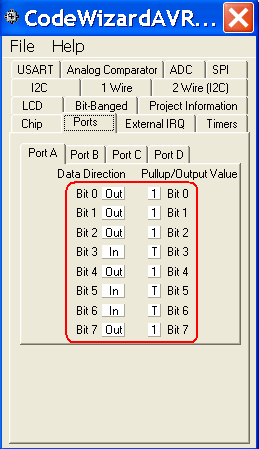 CodeWizardAVR...
File Help
USART Analog Comparator ADC SPI
I2C 1 Wire 2 Wire (I2C)
LCD Bit-Banged Project Information
Chip Ports External IRQ Timers
Port A Port B Port C Port D
Data Direction Pullup/Output Value
Bit 0 Out 1 Bit 0
Bit 1 Out 1 Bit 1
Bit 2 Out 1 Bit 2
Bit 3 In T Bit 3
Bit 4 Out 1 Bit 4
Bit 5 In T Bit 5
Bit 6 In T Bit 6
Bit 7 Out 1 Bit 7